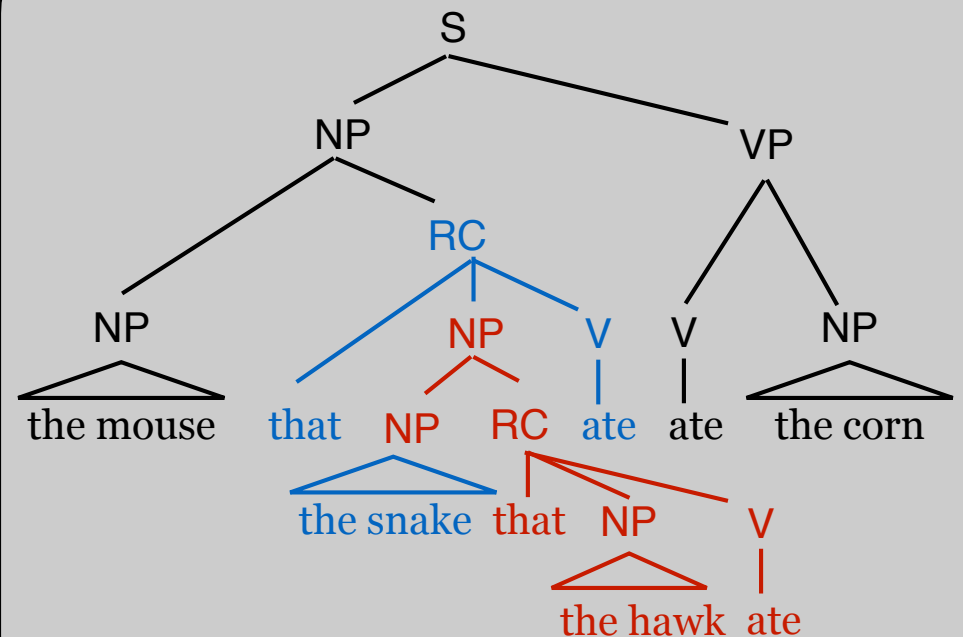 S
NP VP
RC
NP NP V V NP
the mouse that NP RC ate ate the corn
the snake that NP V
the hawk ate